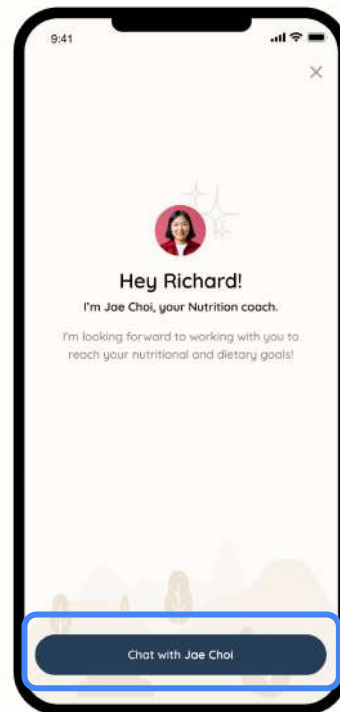 9:41
Hey Richard!
I'm Jae Choi, your Nutrition coach.
I'm looking forward to working with you to
reach your nutritional and dietary goals!
Chat with Jae Choi